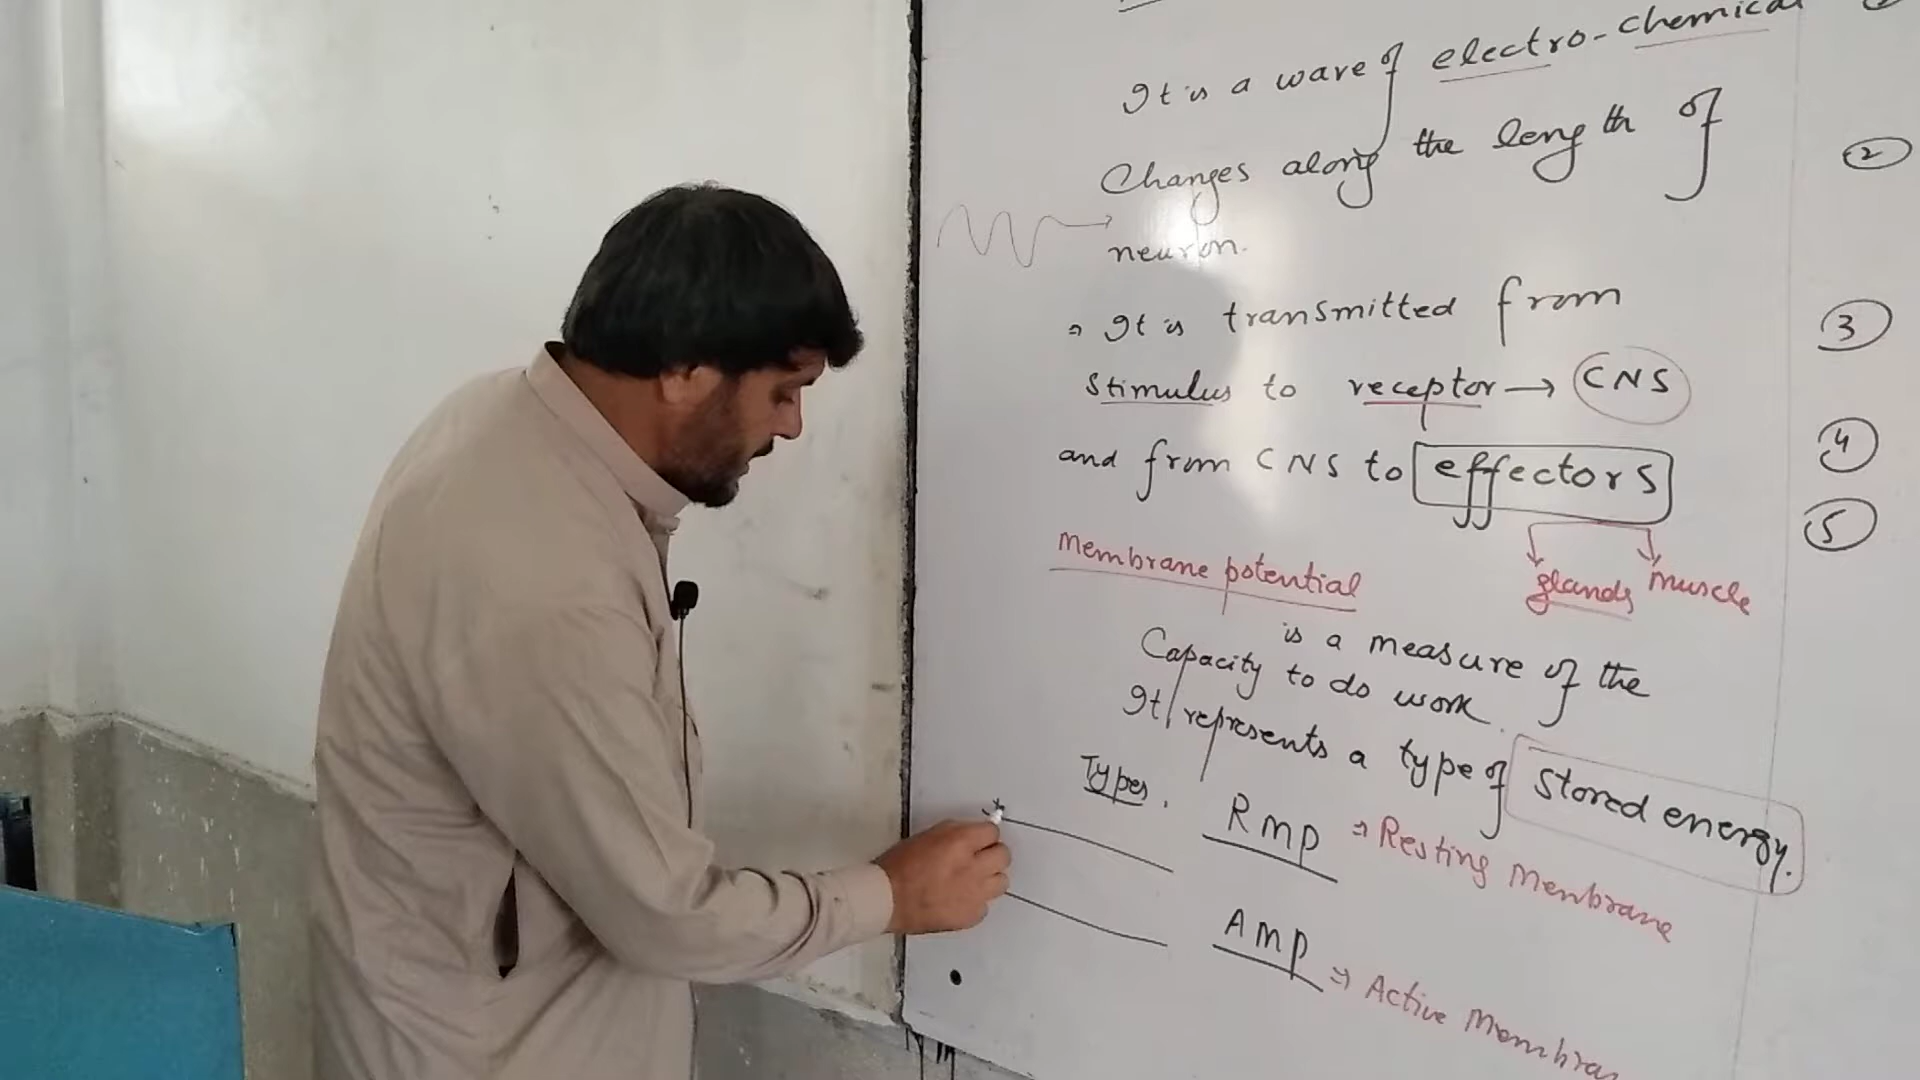 It is a wave of electro-chemical
Changes along the length of
neuron.
⇒ It is transmitted from
Stimulus to receptor → CNS
and from CNS to effectors
glands muscle
Membrane potential
is a measure of the
Capacity to do work.
It represents a type of stored energy.
Types.
RMP ⇒ Resting Menbrane
AMP ⇒ Active Membran
②
③
④
⑤